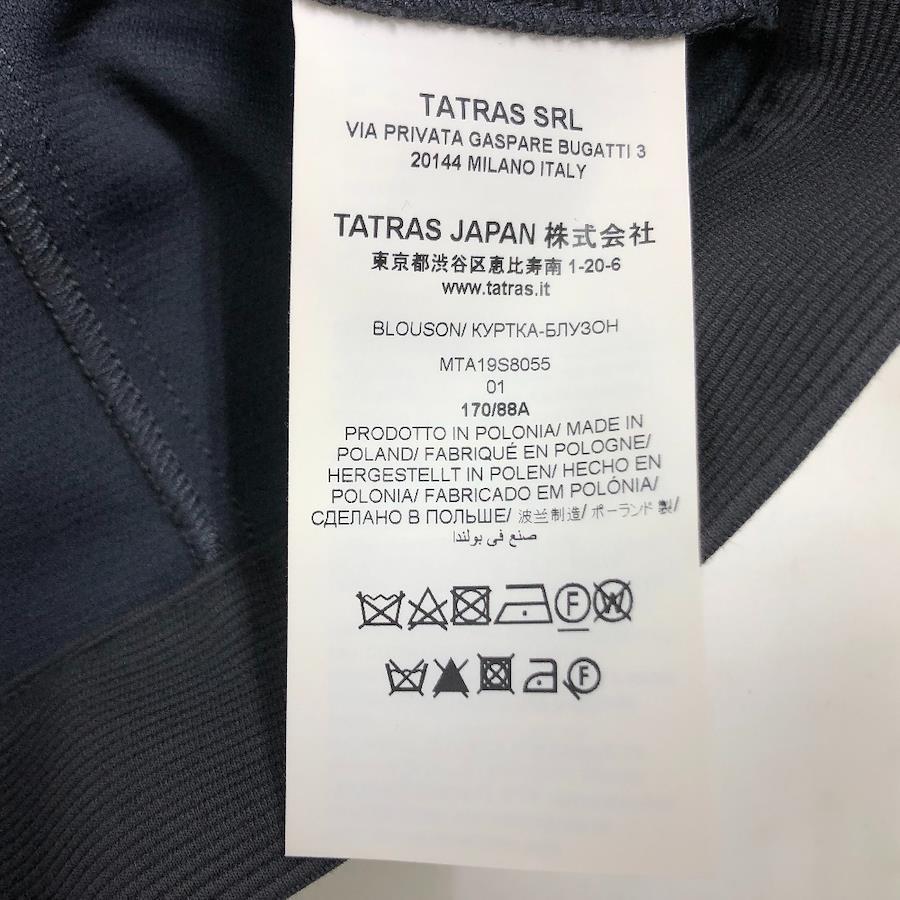 TATRAS SRL
VIA PRIVATA GASPARE BUGATTI 3
20144 MILANO ITALY
TATRAS JAPAN 株式会社
東京都渋谷区恵比寿南 1-20-6
www.tatras.it
BLOUSON/ КУРТКА-БЛУЗОН
MTA19S8055
01
170/88A
PRODOTTO IN POLONIA/ MADE IN
POLAND/ FABRIQUÉ EN POLOGNE/
HERGESTELLT IN POLEN/ HECHO EN
POLONIA/ FABRICADO EM POLÓNIA/
СДЕЛАНО В ПОЛЬШЕ/ 波兰制造/ ポーランド 製/
صنع في بولندا
F W
F